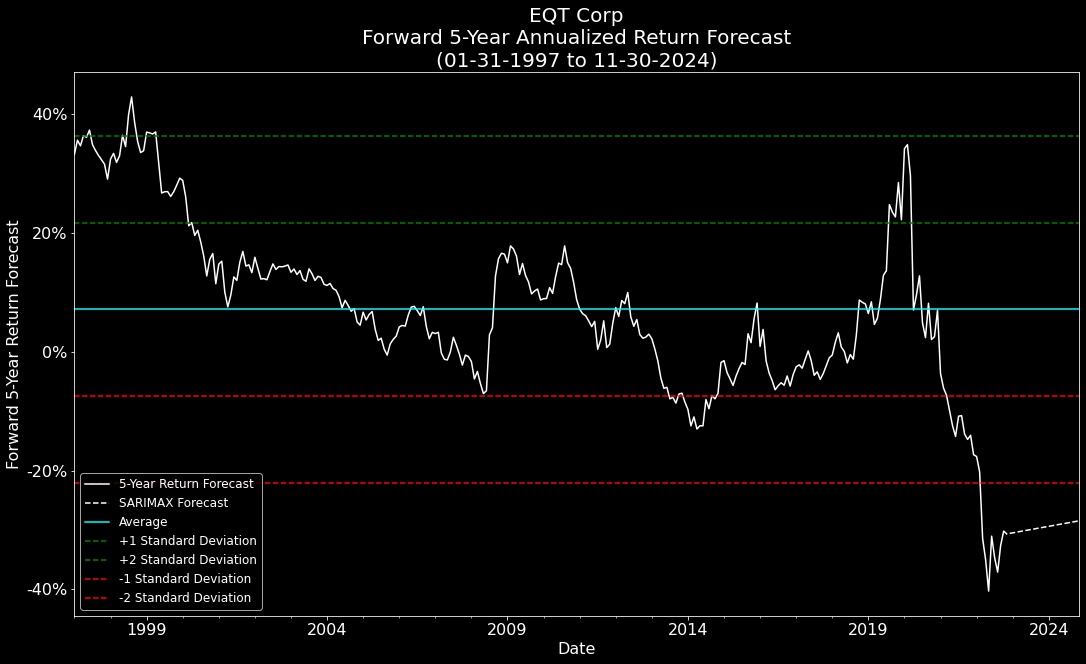 EQT Corp
Forward 5-Year Annualized Return Forecast
(01-31-1997 to 11-30-2024)
Forward 5-Year Return Forecast
40%
20%
0%
-20%
-40%
5-Year Return Forecast
SARIMAX Forecast
Average
+1 Standard Deviation
+2 Standard Deviation
-1 Standard Deviation
-2 Standard Deviation
1999
2004
2009
2014
2019
2024
Date